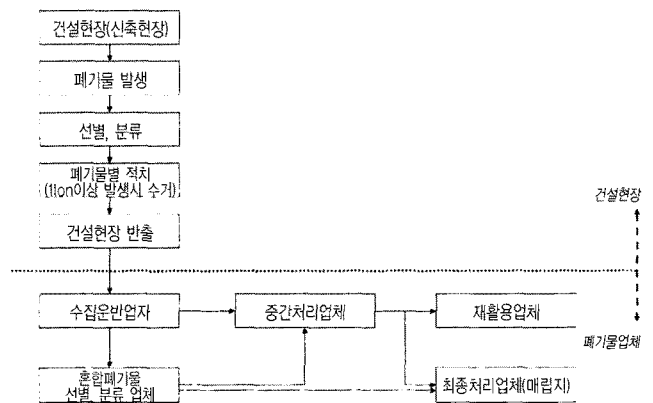 건설현장(신축현장)
폐기물 발생
선별, 분류
폐기물별 적치
(1ton이상 발생시 수거)
건설현장 반출
건설현장
수집운반업자
중간처리업체
재활용업체
폐기물업체
혼합폐기물
선별, 분류 업체
최종처리업체(매립지)